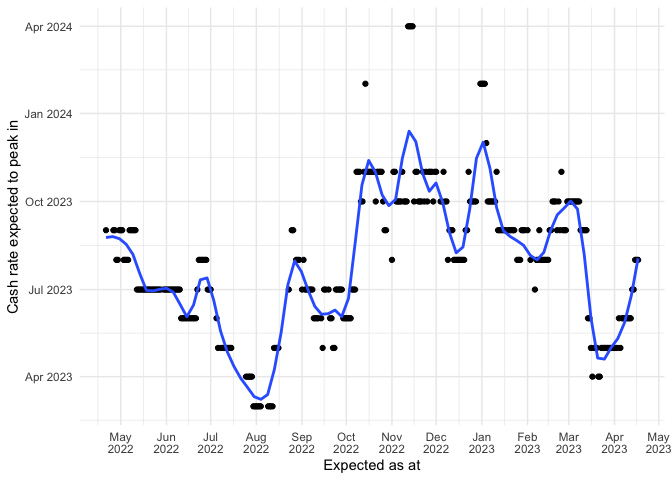 Cash rate expected to peak in
Apr 2024
Jan 2024
Oct 2023
Jul 2023
Apr 2023
May Jun Jul Aug Sep Oct Nov Dec Jan Feb Mar Apr May
2022 2022 2022 2022 2022 2022 2022 2022 2023 2023 2023 2023 2023
Expected as at